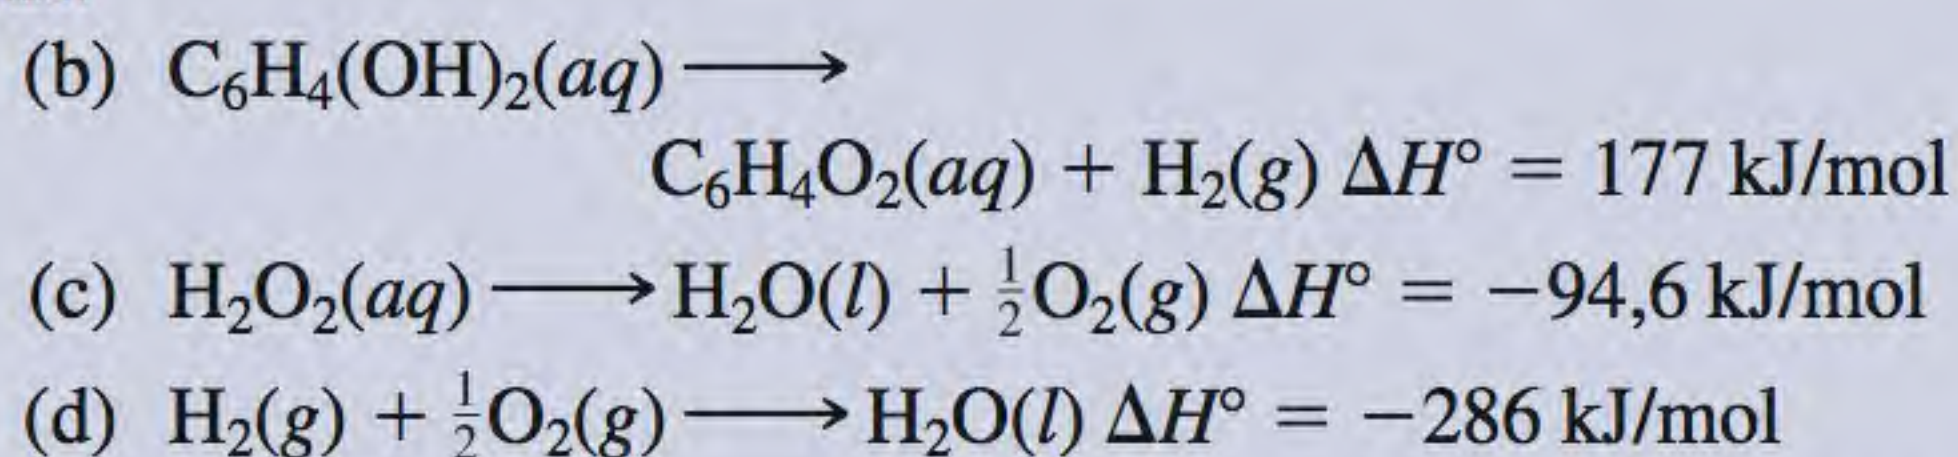 (b) C₆H₄(OH)₂(aq) ⟶
C₆H₄O₂(aq) + H₂(g) ΔH° = 177 kJ/mol
(c) H₂O₂(aq) ⟶ H₂O(l) + ½O₂(g) ΔH° = −94,6 kJ/mol
(d) H₂(g) + ½O₂(g) ⟶ H₂O(l) ΔH° = −286 kJ/mol